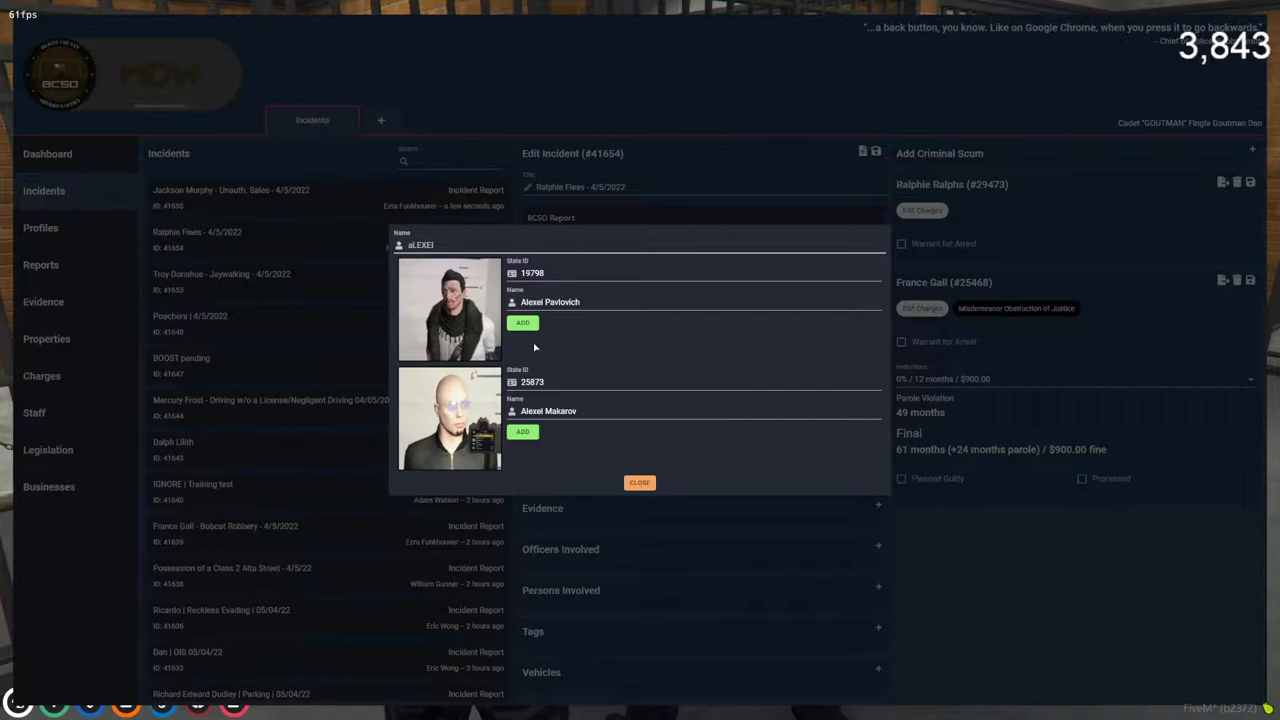 61fps
"...a back button, you know. Like on Google Chrome, when you press it to go backwards."
3,843
BCSO
MDW
Incidents
+
Cadet "GOUTMAN" Fingle Goutman Dan
Dashboard
Incidents
Profiles
Reports
Evidence
Properties
Charges
Staff
Legislation
Businesses
Incidents
Search
Jackson Murphy - Unauth. Sales - 4/5/2022
Incident Report
ID: 41655
Ezra Funkhouser – a few seconds ago
Ralphie Flees - 4/5/2022
ID: 41654
Troy Donahue - Jaywalking - 4/5/2022
ID: 41653
Poachers | 4/5/2022
ID: 41648
BOOST pending
ID: 41647
Mercury Frost - Driving w/o a License/Negligent Driving 04/05/20
ID: 41644
Dalph Lilith
ID: 41643
IGNORE | Training test
ID: 41640
Adam Watson – 2 hours ago
France Gall - Bobcat Robbery - 4/5/2022
Incident Report
ID: 41639
Ezra Funkhouser – 2 hours ago
Possession of a Class 2 Alta Street - 4/5/22
Incident Report
ID: 41638
William Gunner – 2 hours ago
Ricardo | Reckless Evading | 05/04/22
Incident Report
ID: 41636
Eric Wong – 2 hours ago
Dan | OIS 05/04/22
Incident Report
ID: 41633
Eric Wong – 3 hours ago
Richard Edward Dudley | Parking | 05/04/22
Incident Report
Edit Incident (#41654)
Title
Ralphie Flees - 4/5/2022
BCSO Report
Name
aLEXEI
State ID
19798
Name
Alexei Pavlovich
ADD
State ID
25873
Name
Alexei Makarov
ADD
CLOSE
Evidence
+
Officers Involved
+
Persons Involved
+
Tags
+
Vehicles
+
Add Criminal Scum
+
Ralphie Ralphs (#29473)
Edit Charges
Warrant for Arrest
France Gall (#25468)
Edit Charges
Misdemesnor Obstruction of Justice
Warrant for Arrest
Reductions
0% / 12 months / $900.00
Parole Violation
49 months
Final
61 months (+24 months parole) / $900.00 fine
Pleaded Guilty
Processed
FiveM* (b2372)